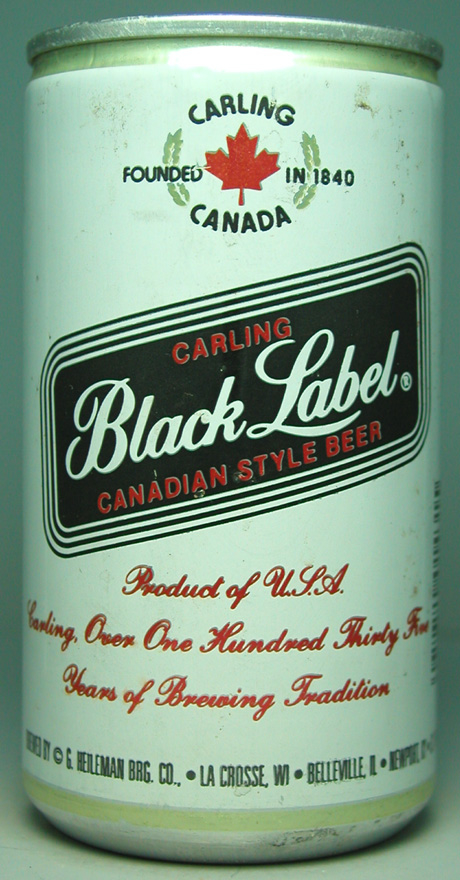 CARLING
FOUNDED IN 1840
CANADA
CARLING
Black Label®
CANADIAN STYLE BEER
Product of U.S.A.
Carling, Over One Hundred Thirty Five
Years of Brewing Tradition
BY © G. HEILEMAN BRG. CO., • LA CROSSE, WI • BELLEVILLE, IL • NEWPORT,